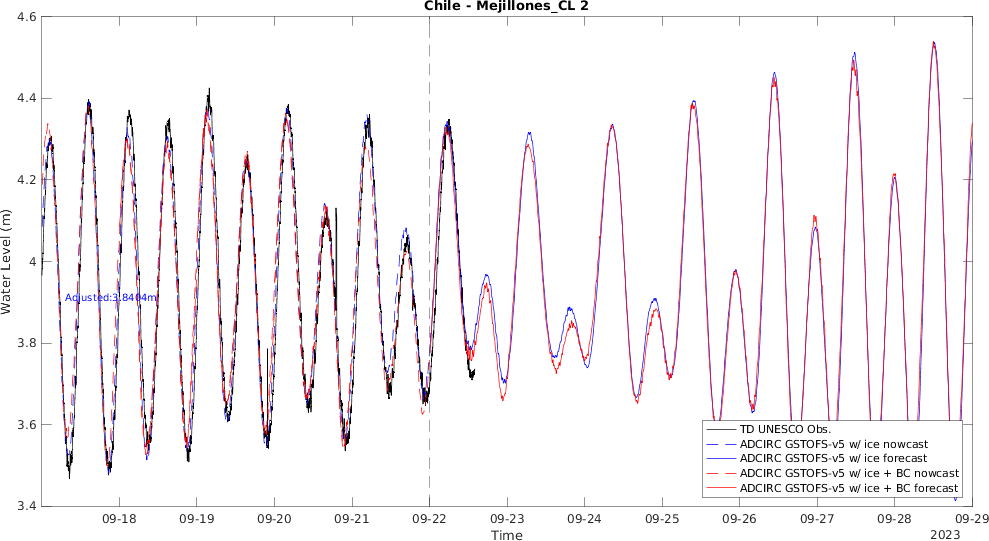 Chile - Mejillones_CL 2
4.6
4.4
4.2
4
3.8
3.6
3.4
Water Level (m)
Adjusted:3.8404m
TD UNESCO Obs.
ADCIRC GSTOFS-v5 w/ ice nowcast
ADCIRC GSTOFS-v5 w/ ice forecast
ADCIRC GSTOFS-v5 w/ ice + BC nowcast
ADCIRC GSTOFS-v5 w/ ice + BC forecast
09-18 09-19 09-20 09-21 09-22 09-23 09-24 09-25 09-26 09-27 09-28 09-29
Time
2023